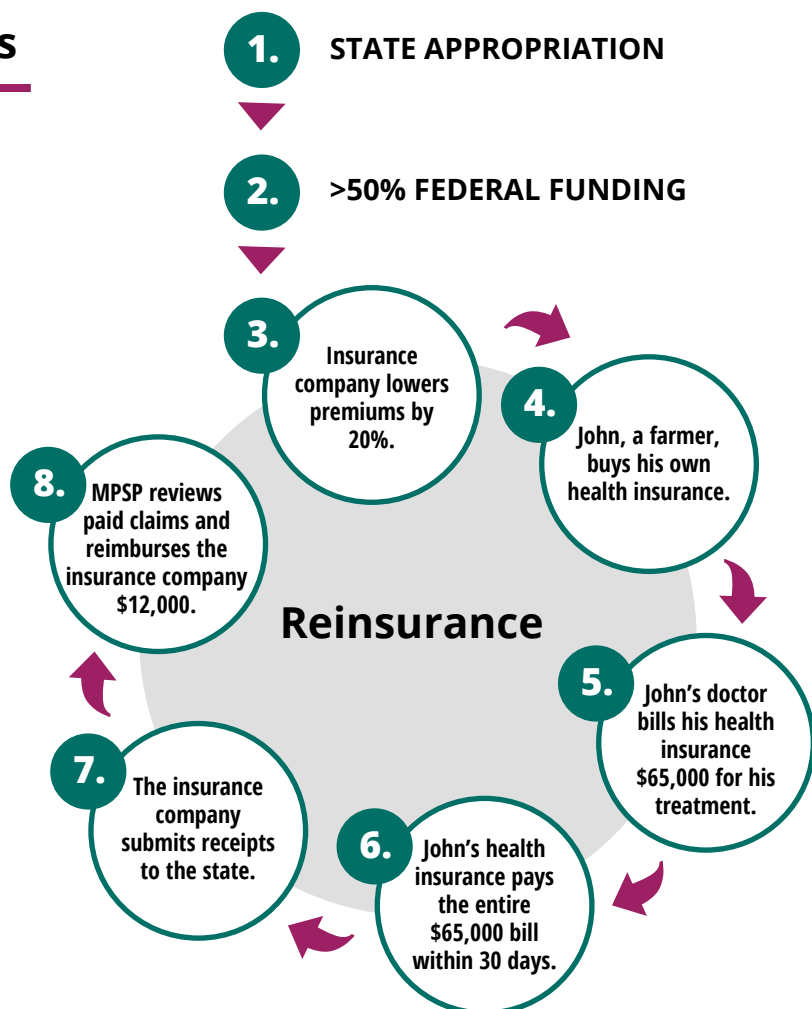 s
1.
STATE APPROPRIATION
2.
>50% FEDERAL FUNDING
3.
Insurance
company lowers
premiums by
20%.
4.
John, a farmer,
buys his own
health insurance.
5.
John’s doctor
bills his health
insurance
$65,000 for his
treatment.
6.
John’s health
insurance pays
the entire
$65,000 bill
within 30 days.
7.
The insurance
company
submits receipts
to the state.
8.
MPSP reviews
paid claims and
reimburses the
insurance company
$12,000.
Reinsurance